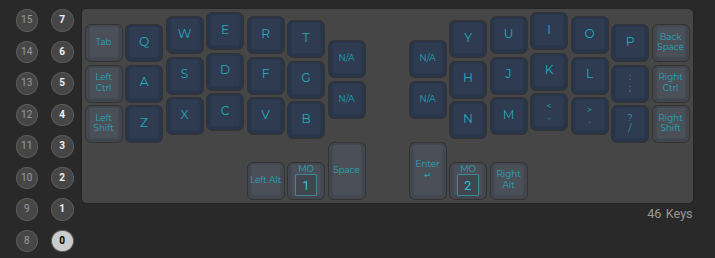 15 7
14 6
13 5
12 4
11 3
10 2
9 1
8 0
Tab Q W E R T N/A N/A Y U I O P Back Space
Left Ctrl A S D F G N/A N/A H J K L : ; Right Ctrl
Left Shift Z X C V B N M < , > . ? / Right Shift
Left Alt MO 1 Space Enter ↵ MO 2 Right Alt
46 Keys